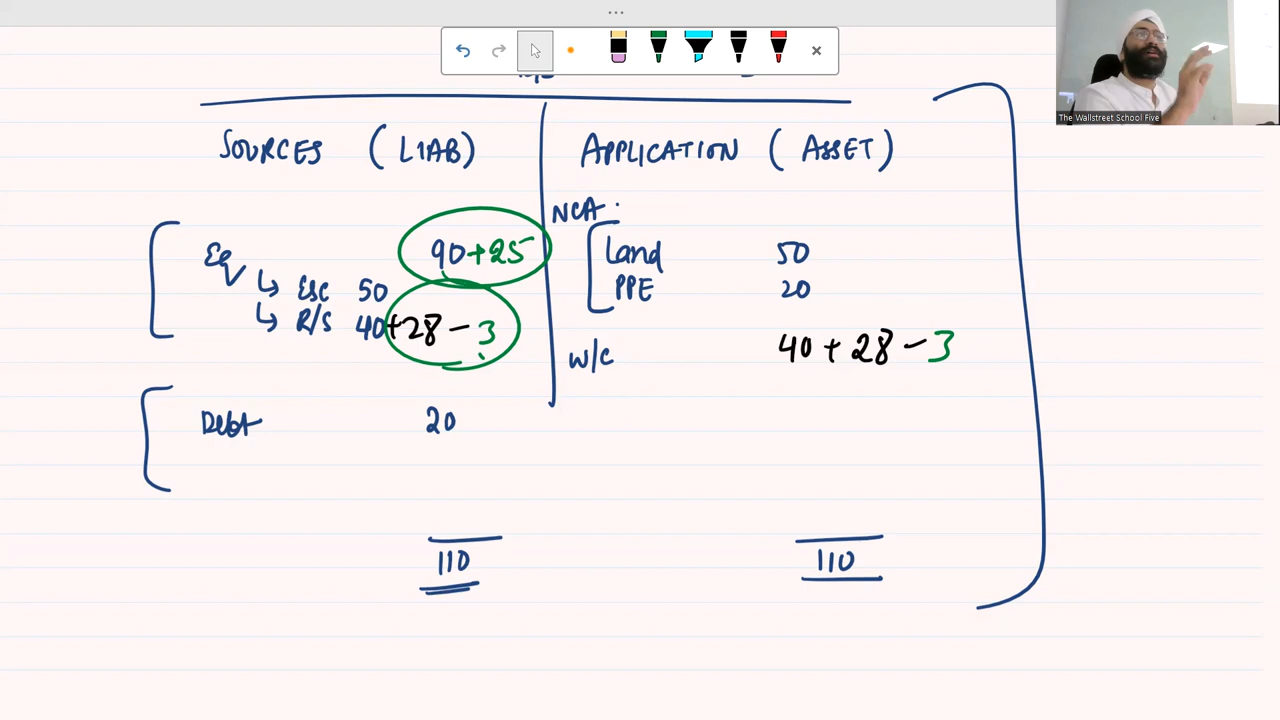 The Wallstreet School Five
SOURCES (LIAB)
APPLICATION (ASSET)
NCA.
Eq 90+25
Land 50
↳ ESC 50
PPE 20
↳ R/S 40+28-3
W/C 40+28-3
Debt 20
110
110